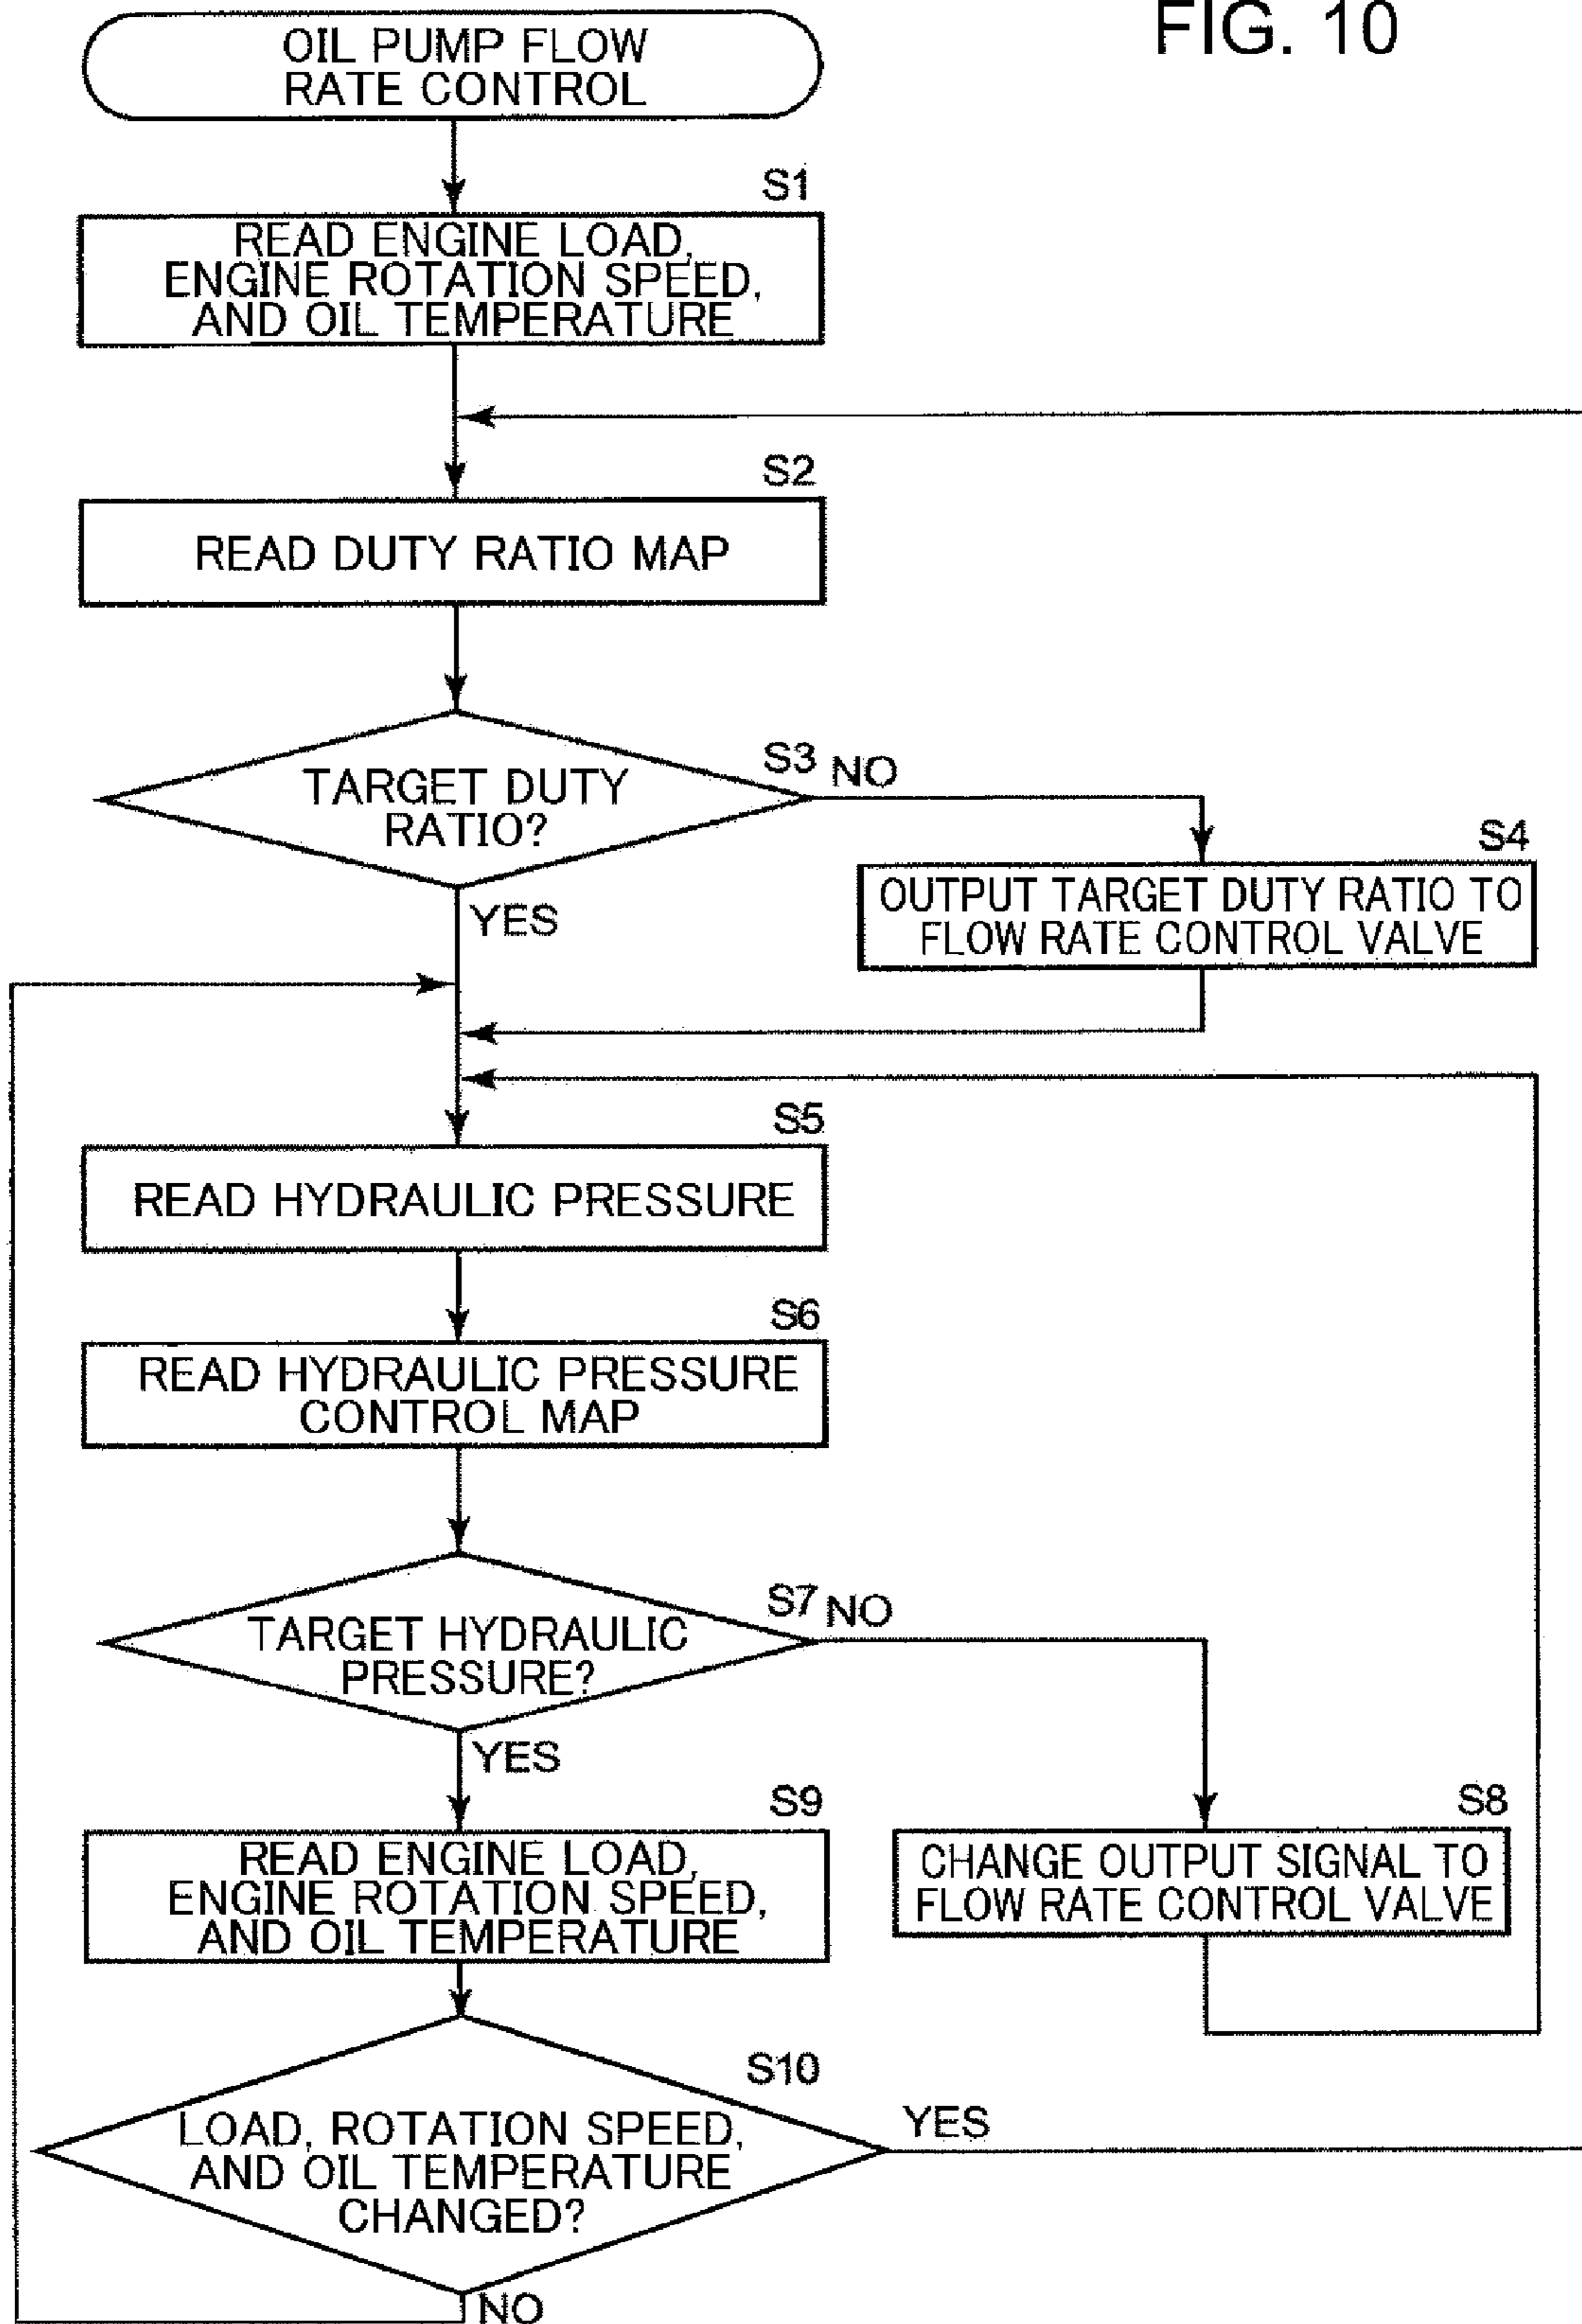 FIG. 10
OIL PUMP FLOW
RATE CONTROL
S1
READ ENGINE LOAD,
ENGINE ROTATION SPEED,
AND OIL TEMPERATURE
S2
READ DUTY RATIO MAP
S3
NO
TARGET DUTY
RATIO?
YES
S4
OUTPUT TARGET DUTY RATIO TO
FLOW RATE CONTROL VALVE
S5
READ HYDRAULIC PRESSURE
S6
READ HYDRAULIC PRESSURE
CONTROL MAP
S7
NO
TARGET HYDRAULIC
PRESSURE?
YES
S8
CHANGE OUTPUT SIGNAL TO
FLOW RATE CONTROL VALVE
S9
READ ENGINE LOAD,
ENGINE ROTATION SPEED,
AND OIL TEMPERATURE
S10
YES
LOAD, ROTATION SPEED,
AND OIL TEMPERATURE
CHANGED?
NO